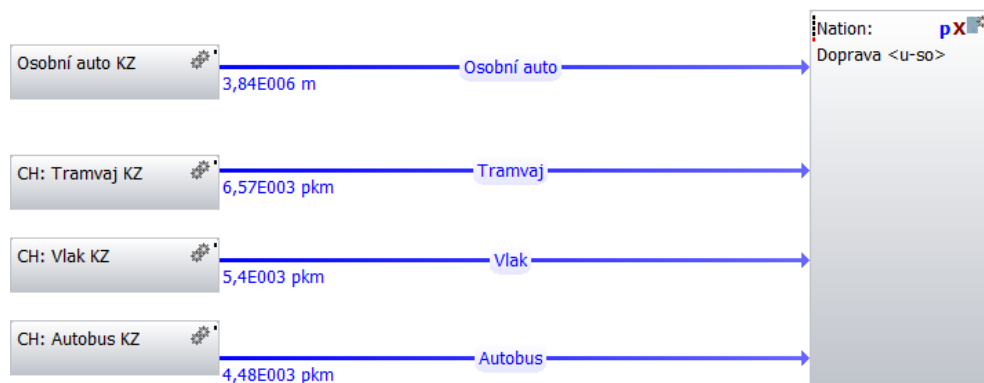 Nation: pX
Doprava <u-so>
Osobní auto KZ
Osobní auto
3,84E006 m
CH: Tramvaj KZ
Tramvaj
6,57E003 pkm
CH: Vlak KZ
Vlak
5,4E003 pkm
CH: Autobus KZ
Autobus
4,48E003 pkm